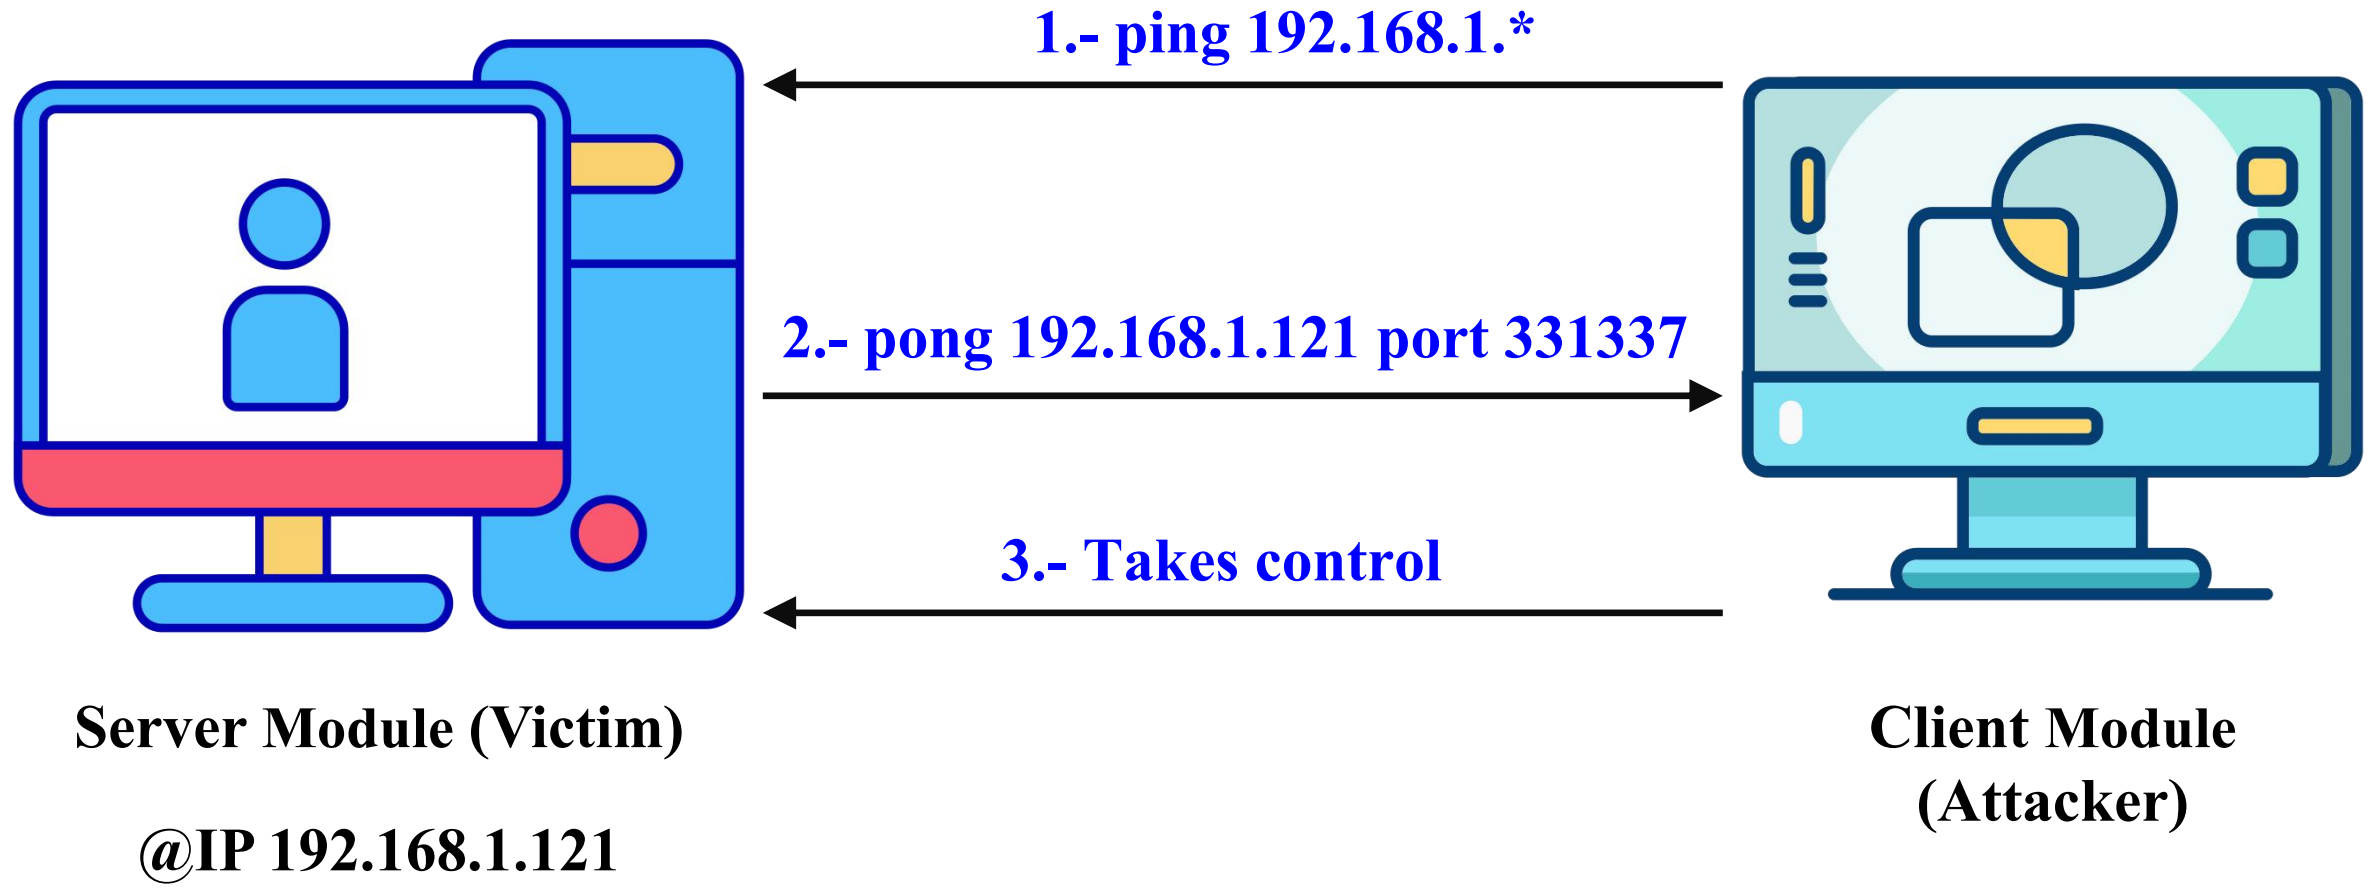 1.- ping 192.168.1.*
2.- pong 192.168.1.121 port 331337
3.- Takes control
Server Module (Victim)
@IP 192.168.1.121
Client Module
(Attacker)